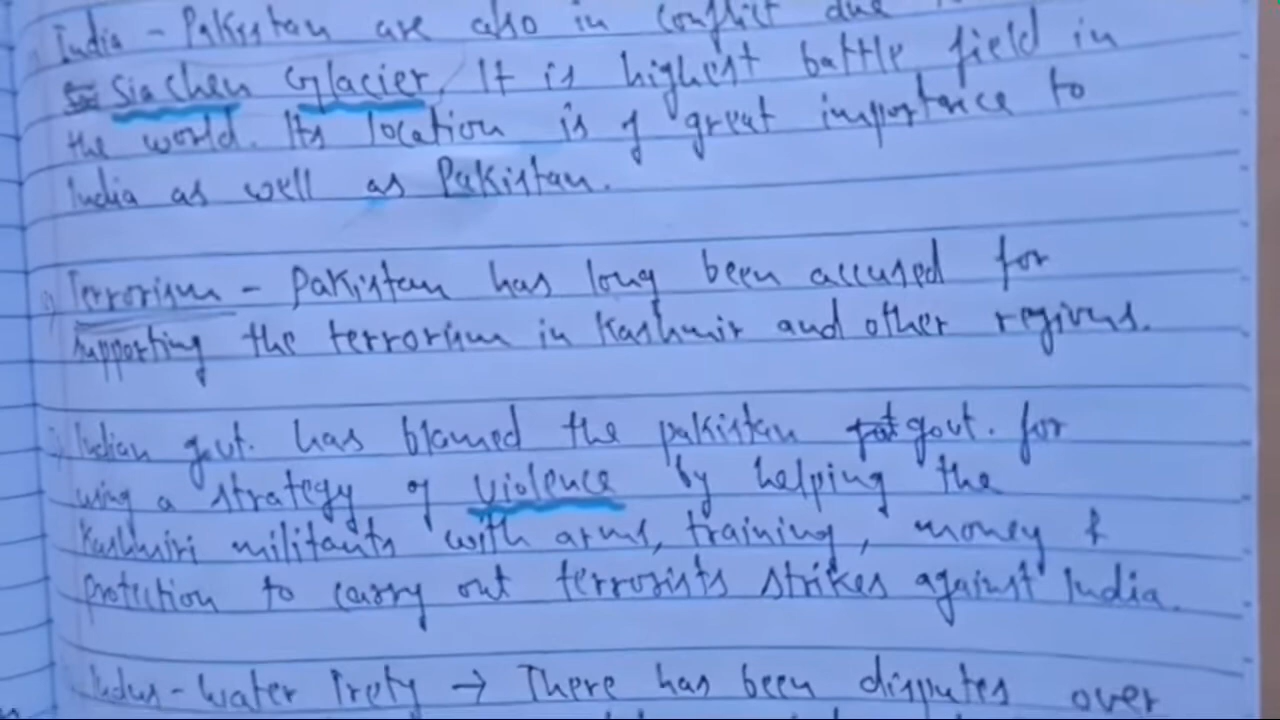 India - Pakistan are also in conflict due
Siachen Glacier. It is highest battle field in
the world. Its location is of great importance to
India as well as Pakistan.
Terrorism - Pakistan has long been accused for
supporting the terrorism in Kashmir and other regions.
Indian govt. has blamed the pakistan govt. for
using a strategy of violence by helping the
Kashmiri militants with arms, training, money &
protection to carry out terrorists strikes against India.
Indus-Water Trety → There has been disputes over